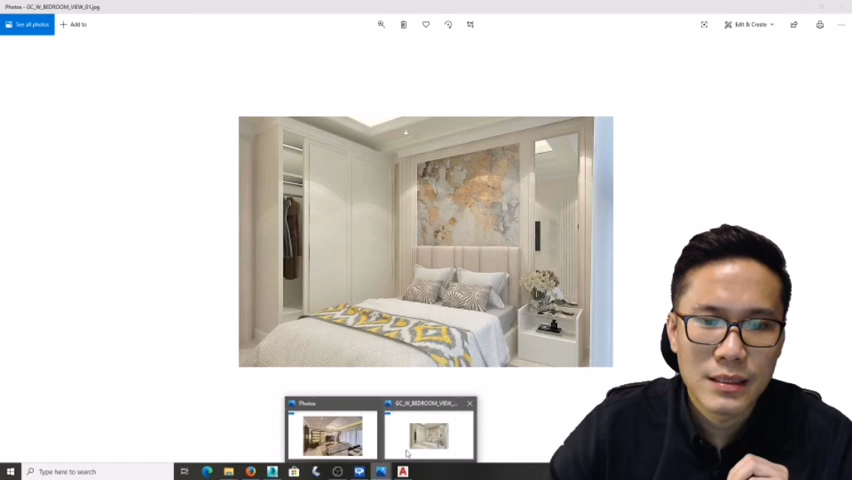 Photos - GC_W_BEDROOM_VIEW_01.jpg
See all photos
Add to
Edit & Create
Photos
GC_W_BEDROOM_VIEW_...
Type here to search